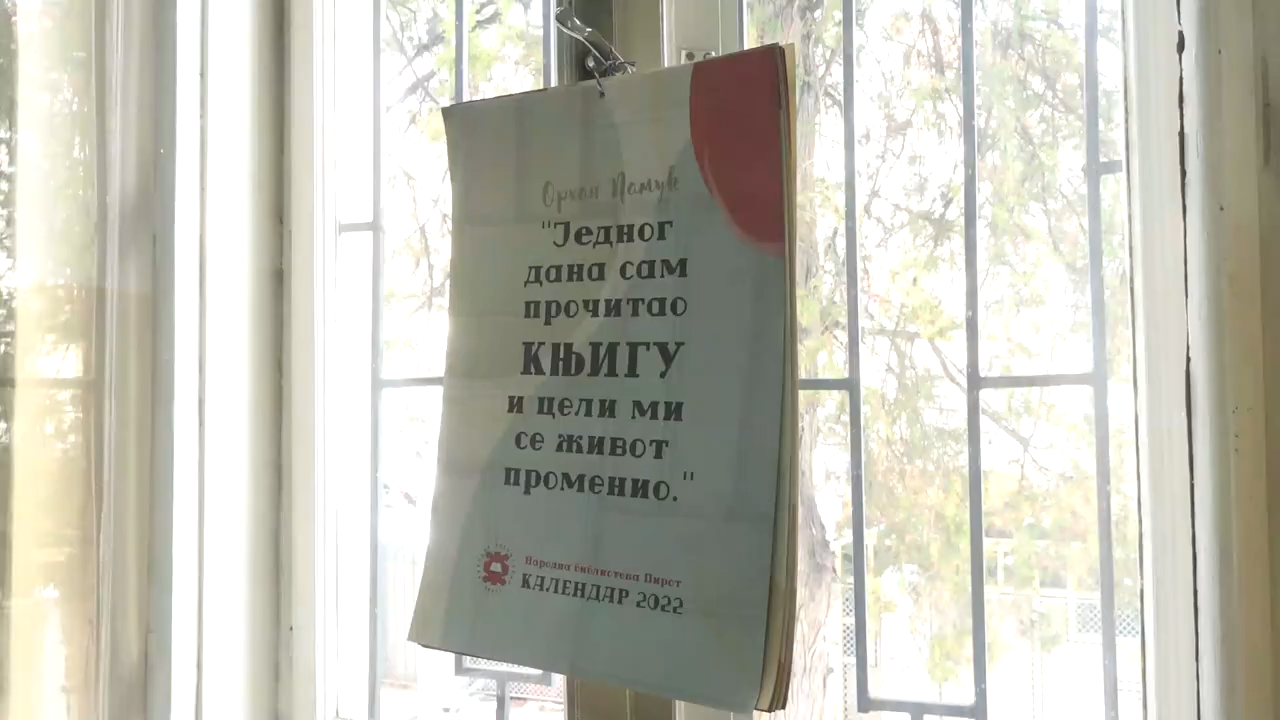 Орхан Памук
"Једног
дана сам
прочитао
КЊИГУ
и цели ми
се живот
променио."
Народна библиотека Пирот
КАЛЕНДАР 2022